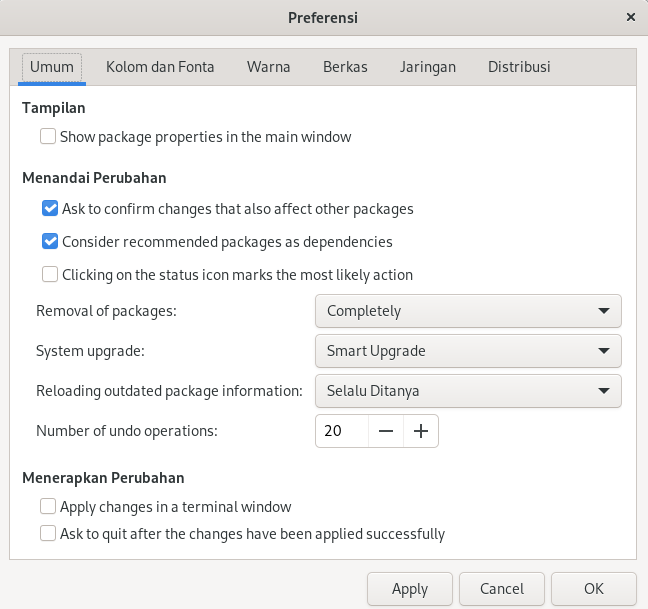 Preferensi
Umum Kolom dan Fonta Warna Berkas Jaringan Distribusi
Tampilan
Show package properties in the main window
Menandai Perubahan
Ask to confirm changes that also affect other packages
Consider recommended packages as dependencies
Clicking on the status icon marks the most likely action
Removal of packages: Completely
System upgrade: Smart Upgrade
Reloading outdated package information: Selalu Ditanya
Number of undo operations: 20
Menerapkan Perubahan
Apply changes in a terminal window
Ask to quit after the changes have been applied successfully
Apply Cancel OK